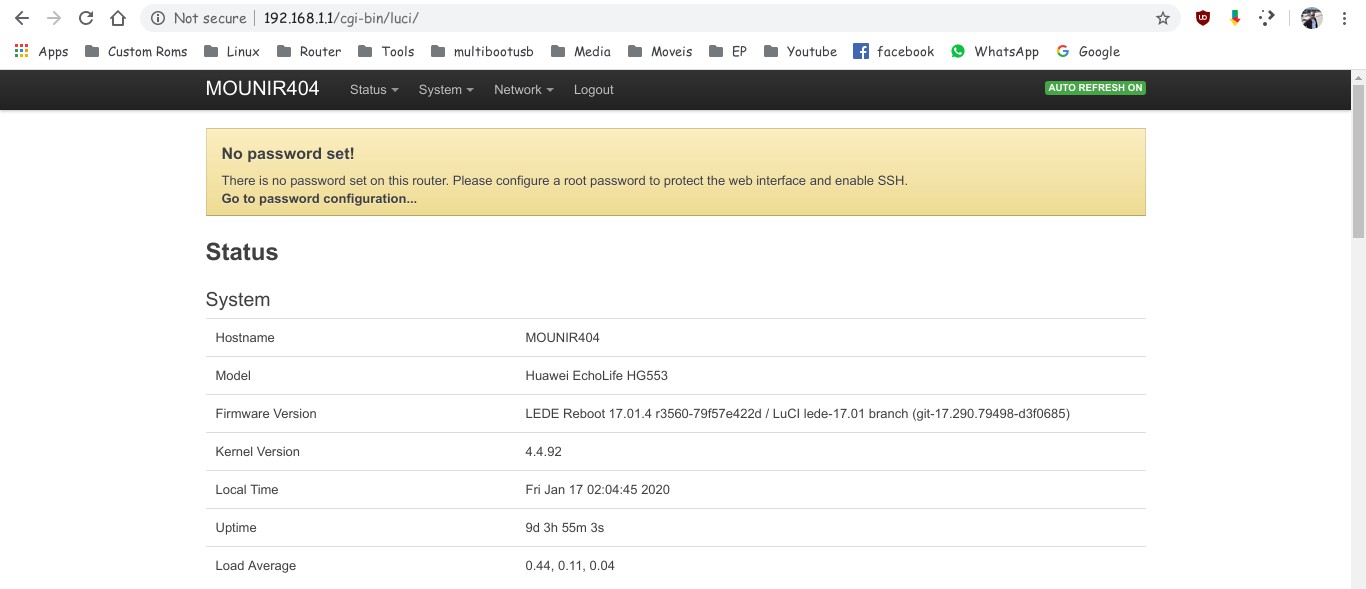 Not secure 192.168.1.1/cgi-bin/luci/
Apps Custom Roms Linux Router Tools multibootusb Media Moveis EP Youtube facebook WhatsApp Google
MOUNIR404 Status System Network Logout AUTO REFRESH ON
No password set!
There is no password set on this router. Please configure a root password to protect the web interface and enable SSH.
Go to password configuration...
Status
System
Hostname MOUNIR404
Model Huawei EchoLife HG553
Firmware Version LEDE Reboot 17.01.4 r3560-79f57e422d / LuCI lede-17.01 branch (git-17.290.79498-d3f0685)
Kernel Version 4.4.92
Local Time Fri Jan 17 02:04:45 2020
Uptime 9d 3h 55m 3s
Load Average 0.44, 0.11, 0.04